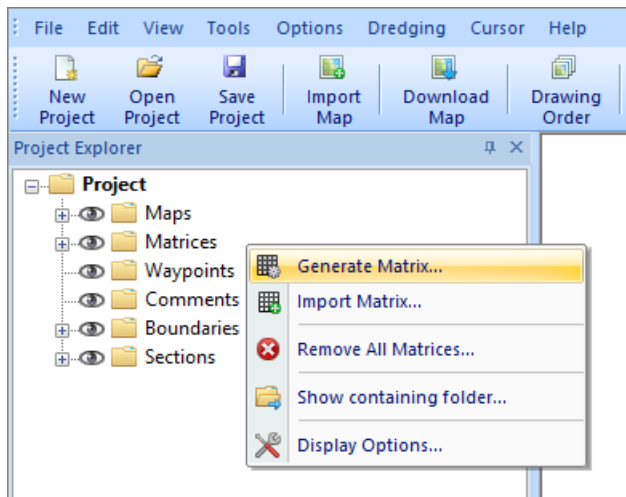 File Edit View Tools Options Dredging Cursor Help
New Project
Open Project
Save Project
Import Map
Download Map
Drawing Order
Project Explorer
Project
Maps
Matrices
Waypoints
Comments
Boundaries
Sections
Generate Matrix...
Import Matrix...
Remove All Matrices...
Show containing folder...
Display Options...